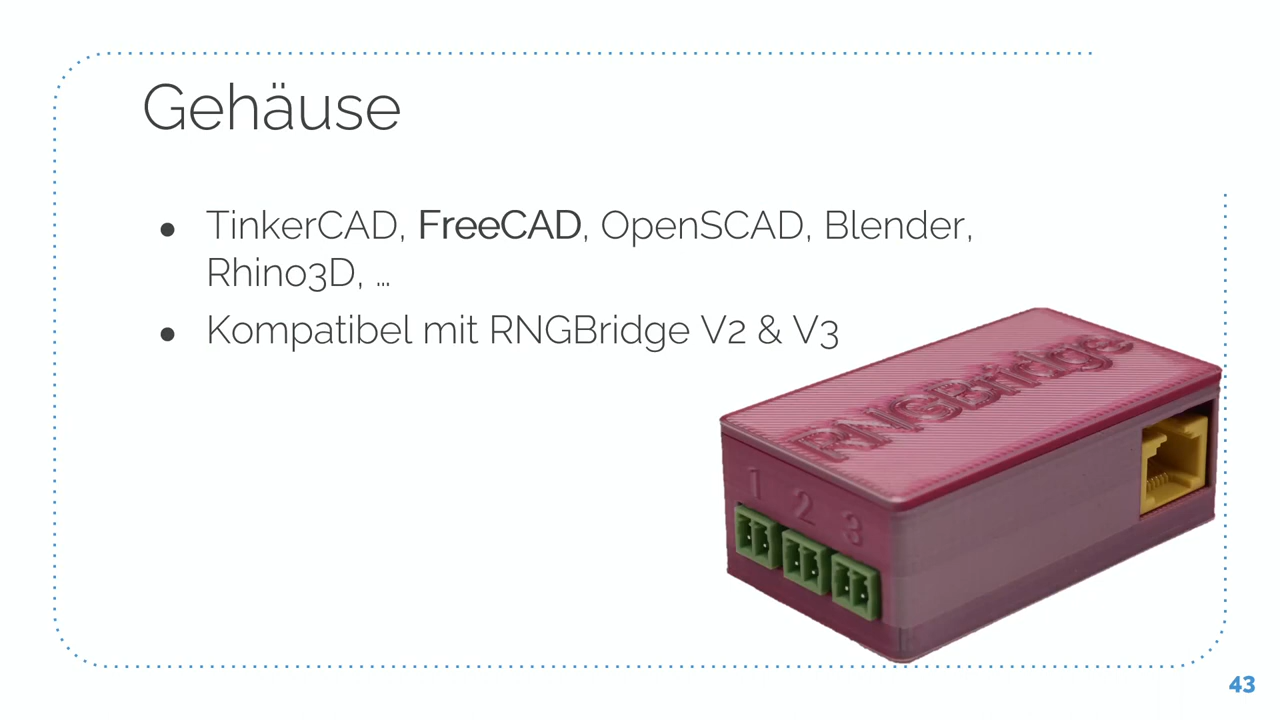 Gehäuse
● TinkerCAD, FreeCAD, OpenSCAD, Blender,
Rhino3D, ...
● Kompatibel mit RNGBridge V2 & V3
RNGBridge
1 2 3
43